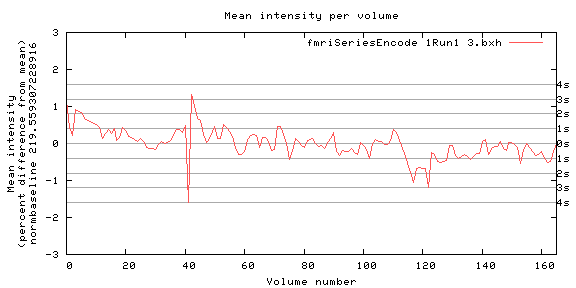 Mean intensity per volume
fmriSeriesEncode 1Run1 3.bxh
Mean intensity
(percent difference from mean)
normbaseline 219.559307228916
3
2
1
0
-1
-2
-3
4s
3s
2s
1s
0s
1s
2s
3s
4s
0 20 40 60 80 100 120 140 160
Volume number